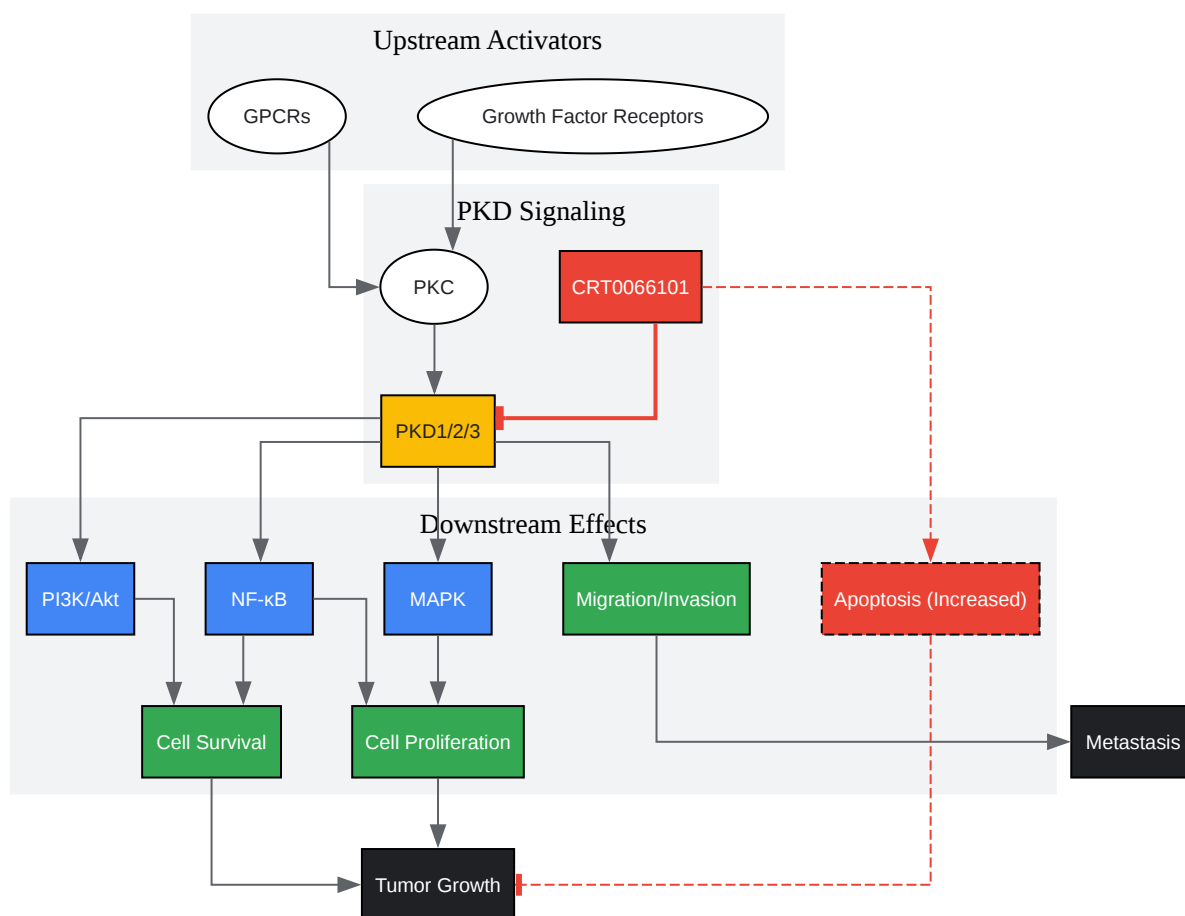 Upstream Activators
GPCRs
Growth Factor Receptors
PKD Signaling
PKC
CRT0066101
PKD1/2/3
Downstream Effects
PI3K/Akt
NF-κB
MAPK
Migration/Invasion
Apoptosis (Increased)
Cell Survival
Cell Proliferation
Metastasis
Tumor Growth